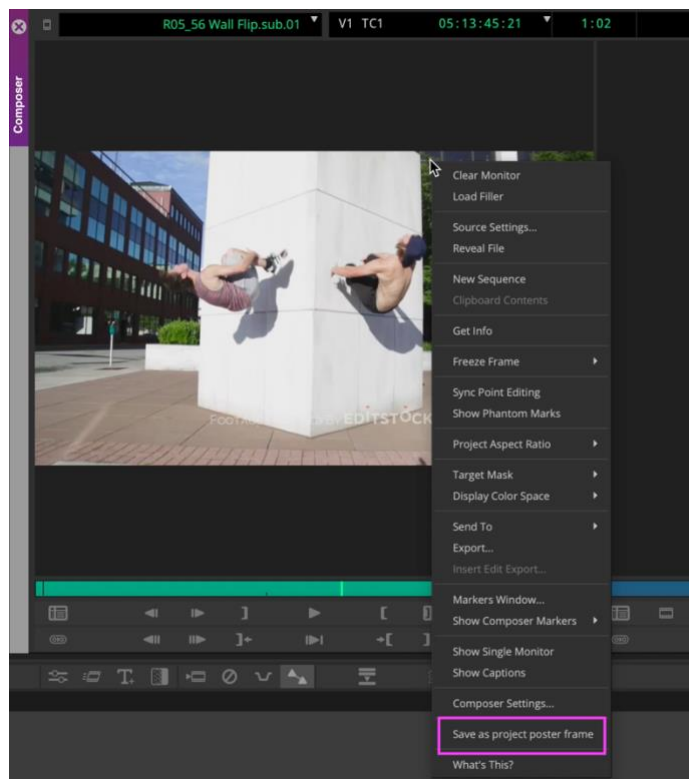 R05_56 Wall Flip.sub.01
V1 TC1
05:13:45:21
1:02
Composer
Clear Monitor
Load Filler
Source Settings...
Reveal File
New Sequence
Clipboard Contents
Get Info
Freeze Frame
Sync Point Editing
Show Phantom Marks
Project Aspect Ratio
Target Mask
Display Color Space
Send To
Export...
Insert Edit Export...
Markers Window...
Show Composer Markers
Show Single Monitor
Show Captions
Composer Settings...
Save as project poster frame
What's This?
EDITSTOCK